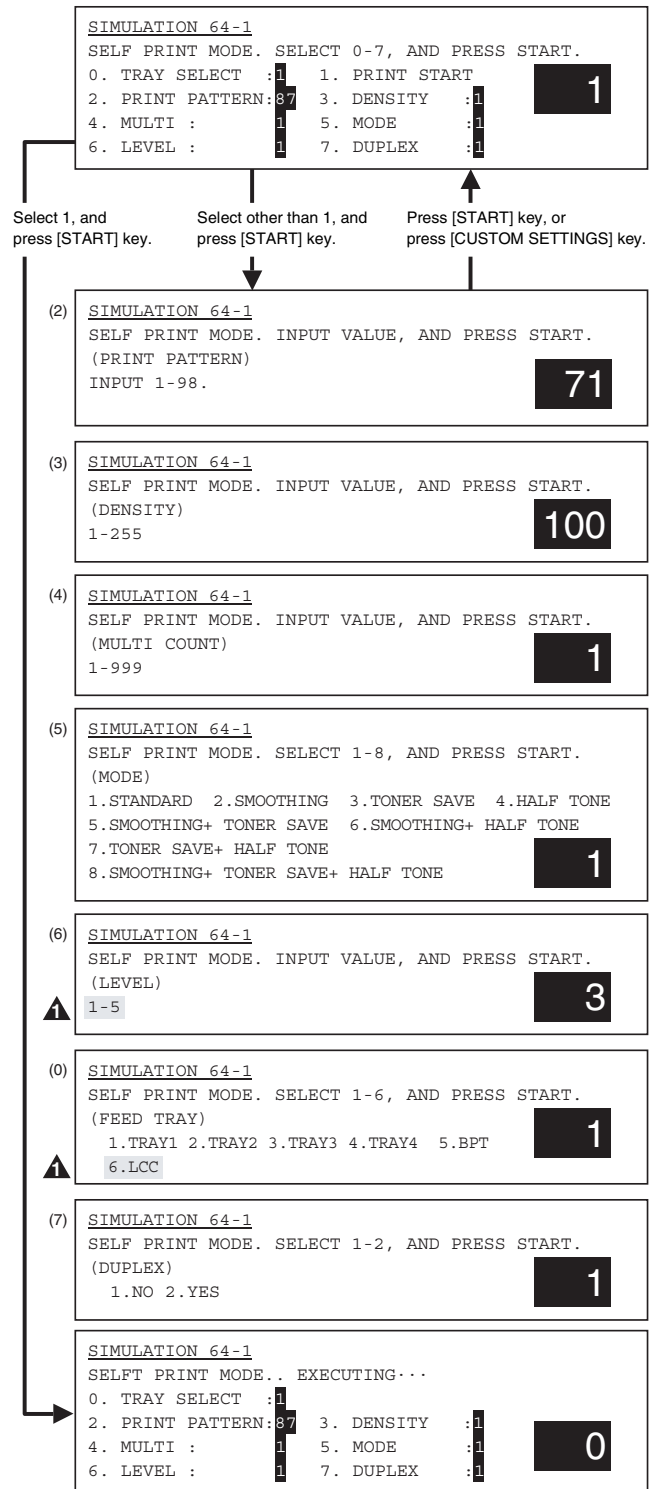 SIMULATION 64-1
SELF PRINT MODE. SELECT 0-7, AND PRESS START.
0. TRAY SELECT :1 1. PRINT START
2. PRINT PATTERN:87 3. DENSITY :1
4. MULTI : 1 5. MODE :1
6. LEVEL : 1 7. DUPLEX :1
1
Select 1, and
press [START] key.
Select other than 1, and
press [START] key.
Press [START] key, or
press [CUSTOM SETTINGS] key.
(2)
SIMULATION 64-1
SELF PRINT MODE. INPUT VALUE, AND PRESS START.
(PRINT PATTERN)
INPUT 1-98.
71
(3)
SIMULATION 64-1
SELF PRINT MODE. INPUT VALUE, AND PRESS START.
(DENSITY)
1-255
100
(4)
SIMULATION 64-1
SELF PRINT MODE. INPUT VALUE, AND PRESS START.
(MULTI COUNT)
1-999
1
(5)
SIMULATION 64-1
SELF PRINT MODE. SELECT 1-8, AND PRESS START.
(MODE)
1.STANDARD 2.SMOOTHING 3.TONER SAVE 4.HALF TONE
5.SMOOTHING+ TONER SAVE 6.SMOOTHING+ HALF TONE
7.TONER SAVE+ HALF TONE
8.SMOOTHING+ TONER SAVE+ HALF TONE
1
(6)
SIMULATION 64-1
SELF PRINT MODE. INPUT VALUE, AND PRESS START.
(LEVEL)
1
1-5
3
(0)
SIMULATION 64-1
SELF PRINT MODE. SELECT 1-6, AND PRESS START.
(FEED TRAY)
1.TRAY1 2.TRAY2 3.TRAY3 4.TRAY4 5.BPT
1
6.LCC
1
(7)
SIMULATION 64-1
SELF PRINT MODE. SELECT 1-2, AND PRESS START.
(DUPLEX)
1.NO 2.YES
1
SIMULATION 64-1
SELFT PRINT MODE.. EXECUTING···
0. TRAY SELECT :1
2. PRINT PATTERN:87 3. DENSITY :1
4. MULTI : 1 5. MODE :1
6. LEVEL : 1 7. DUPLEX :1
0